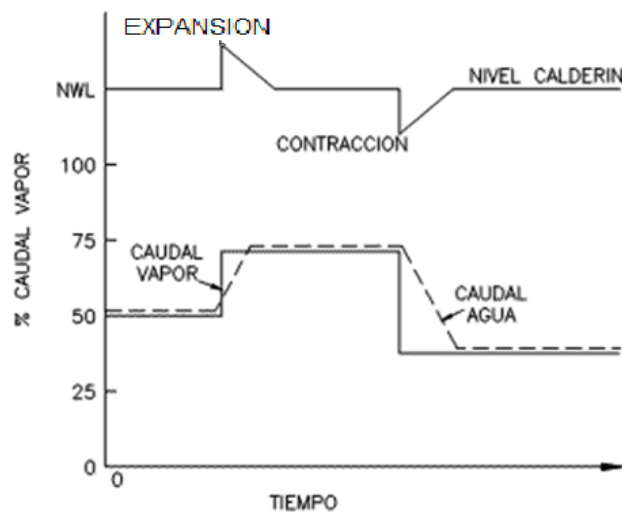 EXPANSION
NWL
NIVEL CALDERIN
CONTRACCION
% CAUDAL VAPOR
100
75
50
25
0
CAUDAL
VAPOR
CAUDAL
AGUA
0
TIEMPO